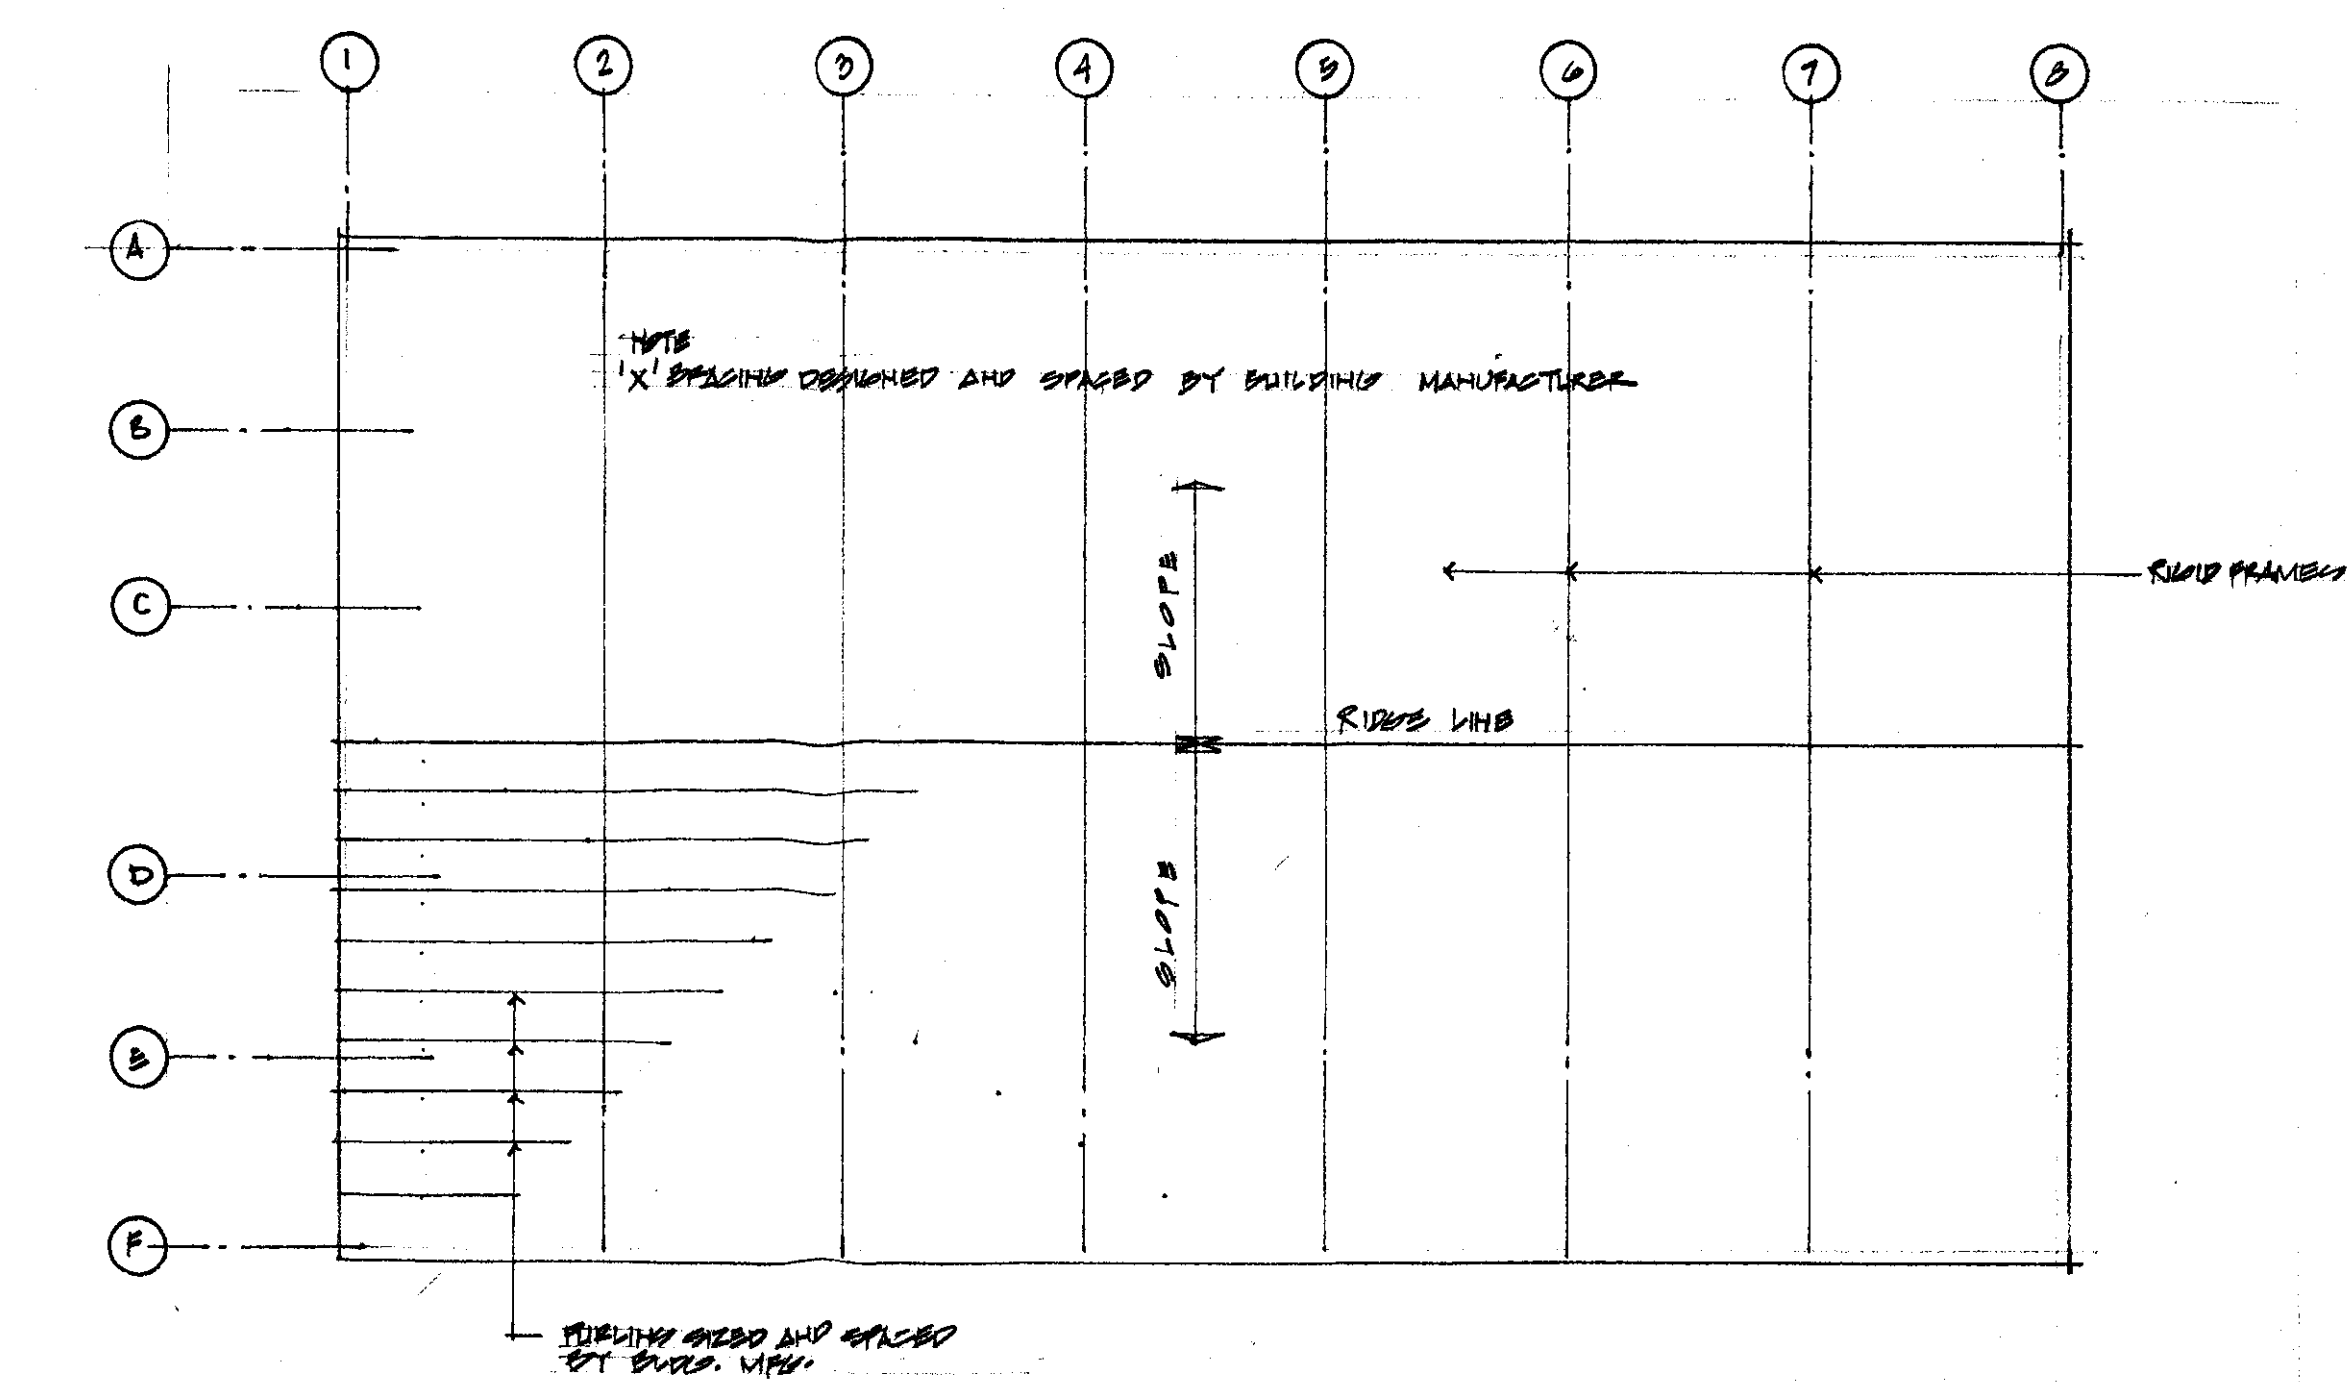 1 2 3 4 5 6 7 8
A
NOTE
'X' BRACING DESIGNED AND SPACED BY BUILDING MANUFACTURER
B
SLOPE
RIGID FRAMES
C
RIDGE LINE
D
SLOPE
E
F
PURLINS SIZED AND SPACED
BY BLDG. MFG.